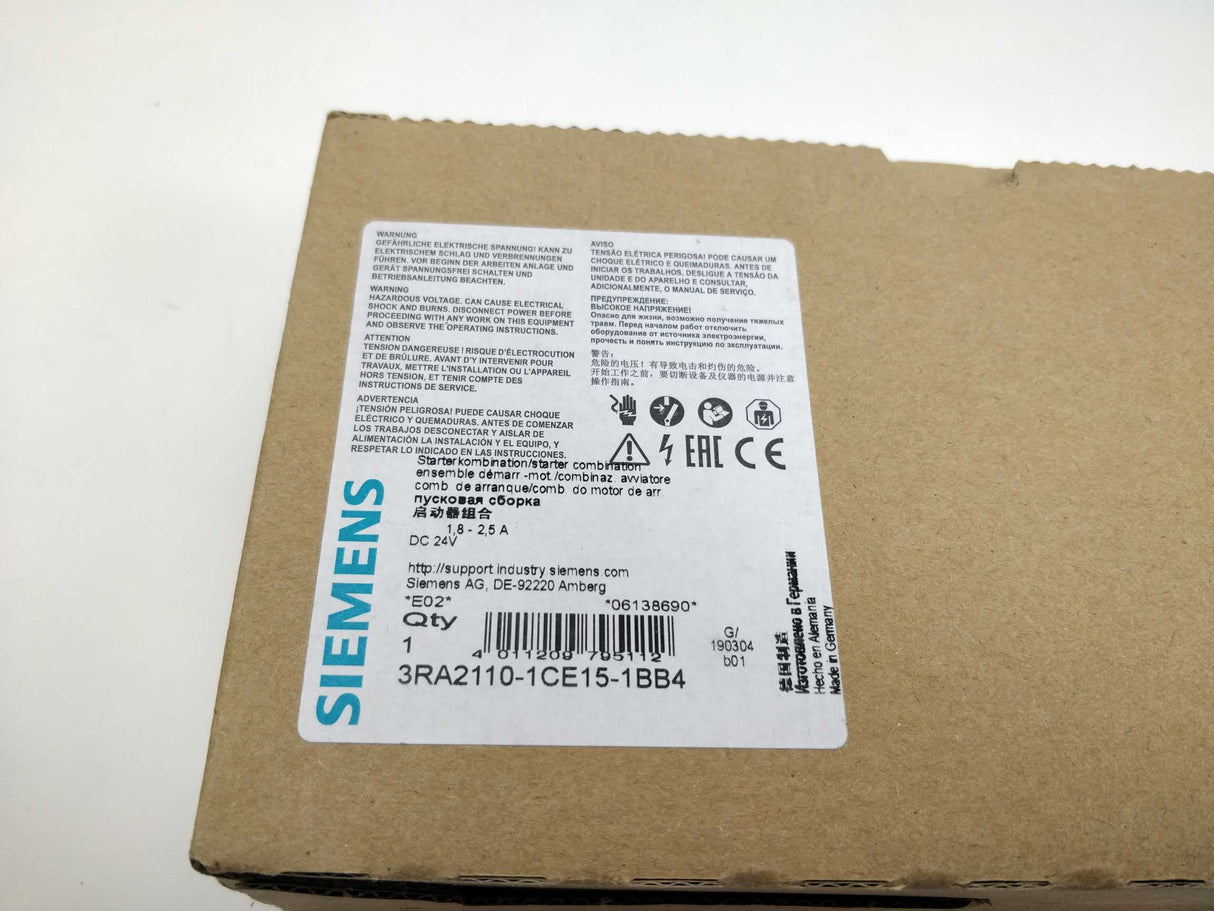 WARNUNG
GEFÄHRLICHE ELEKTRISCHE SPANNUNG! KANN ZU
ELEKTRISCHEM SCHLAG UND VERBRENNUNGEN
FÜHREN. VOR BEGINN DER ARBEITEN ANLAGE UND
GERÄT SPANNUNGSFREI SCHALTEN UND
BETRIEBSANLEITUNG BEACHTEN.
WARNING
HAZARDOUS VOLTAGE. CAN CAUSE ELECTRICAL
SHOCK AND BURNS. DISCONNECT POWER BEFORE
PROCEEDING WITH ANY WORK ON THIS EQUIPMENT
AND OBSERVE THE OPERATING INSTRUCTIONS.
ATTENTION
TENSION DANGEREUSE ! RISQUE D'ÉLECTROCUTION
ET DE BRÛLURE. AVANT D'Y INTERVENIR POUR
TRAVAUX, METTRE L'INSTALLATION OU L'APPAREIL
HORS TENSION, ET TENIR COMPTE DES
INSTRUCTIONS DE SERVICE.
ADVERTENCIA
¡TENSIÓN PELIGROSA! PUEDE CAUSAR CHOQUE
ELÉCTRICO Y QUEMADURAS. ANTES DE COMENZAR
LOS TRABAJOS DESCONECTAR Y AISLAR DE
ALIMENTACIÓN LA INSTALACIÓN Y EL EQUIPO, Y
RESPETAR LO INDICADO EN LAS INSTRUCCIONES.
AVISO
TENSÃO ELÉTRICA PERIGOSA! PODE CAUSAR UM
CHOQUE ELÉTRICO E QUEIMADURAS. ANTES DE
INICIAR OS TRABALHOS, DESLIGUE A TENSÃO DA
UNIDADE E DO APARELHO E CONSULTAR,
ADICIONALMENTE, O MANUAL DE SERVIÇO.
ПРЕДУПРЕЖДЕНИЕ:
ВЫСОКОЕ НАПРЯЖЕНИЕ!
Опасно для жизни, возможно получение тяжелых
травм. Перед началом работ отключить
оборудование от источника электроэнергии,
прочесть и понять инструкцию по эксплуатации.
警告:
危险的电压! 有导致电击和灼伤的危险。
开始工作之前, 要切断设备及仪器的电源并注意
操作指南。
EAC CE
Starterkombination/starter combination
ensemble démarr.-mot./combinaz. avviatore
comb. de arranque/comb. do motor de arr.
пусковая сборка
启动器组合
1,8 - 2,5 A
DC 24V
http://support.industry.siemens.com
Siemens AG, DE-92220 Amberg
*E02* *06138690*
Qty
1
4 011209 795112
3RA2110-1CE15-1BB4
G/
190304
b01
SIEMENS
德国制造
Изготовлено в Германии
Hecho en Alemania
Made in Germany